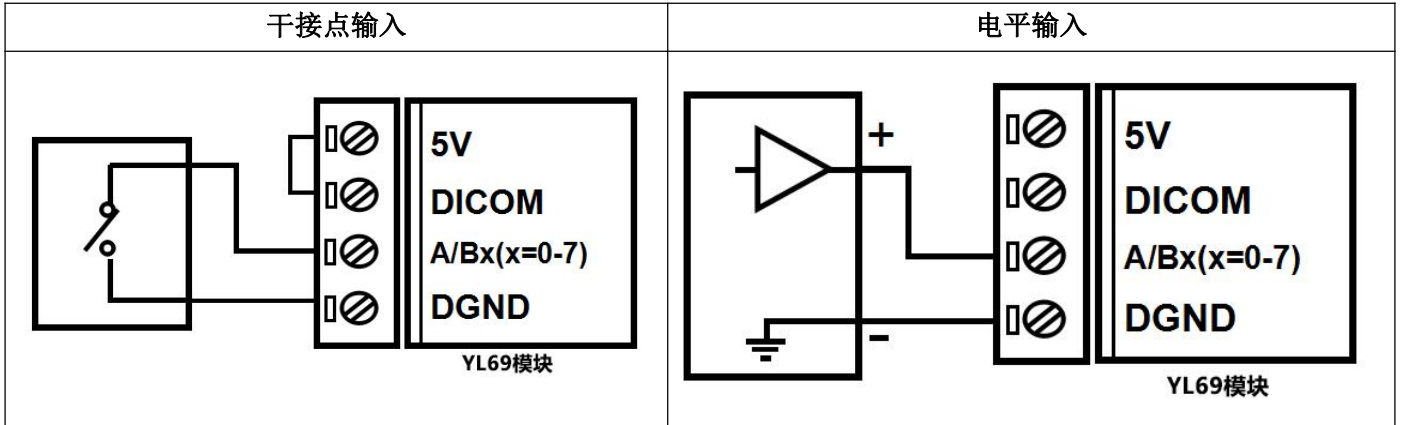 干接点输入
电平输入
5V
DICOM
A/Bx(x=0-7)
DGND
YL69模块
+
-
5V
DICOM
A/Bx(x=0-7)
DGND
YL69模块